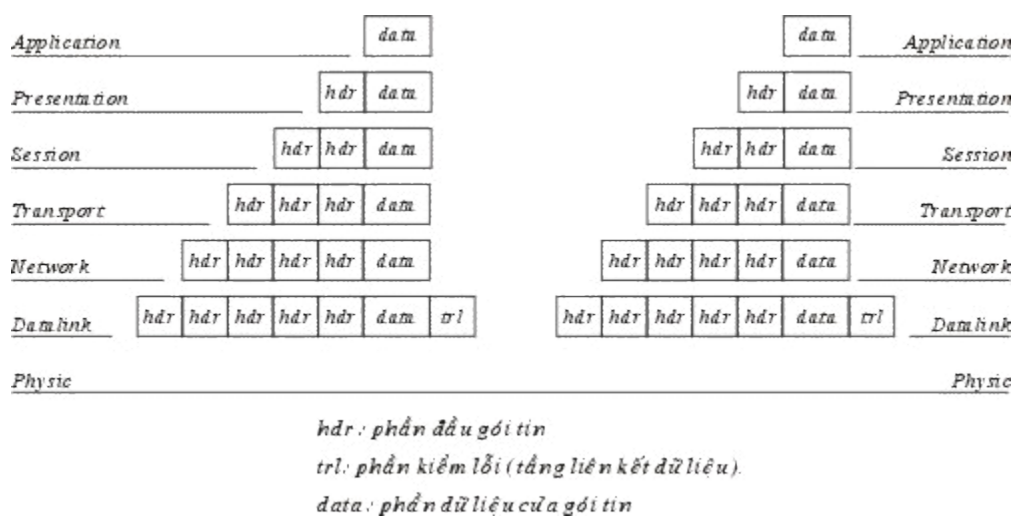 Application data data Application
Presentation hdr data hdr data Presentation
Session hdr hdr data hdr hdr data Session
Transport hdr hdr hdr data hdr hdr hdr data Transport
Network hdr hdr hdr hdr data hdr hdr hdr hdr data Network
Datalink hdr hdr hdr hdr hdr data trl hdr hdr hdr hdr hdr data trl Datalink
Physic Physic
hdr : phần đầu gói tin
trl: phần kiểm lỗi (tầng liên kết dữ liệu).
data : phần dữ liệu của gói tin